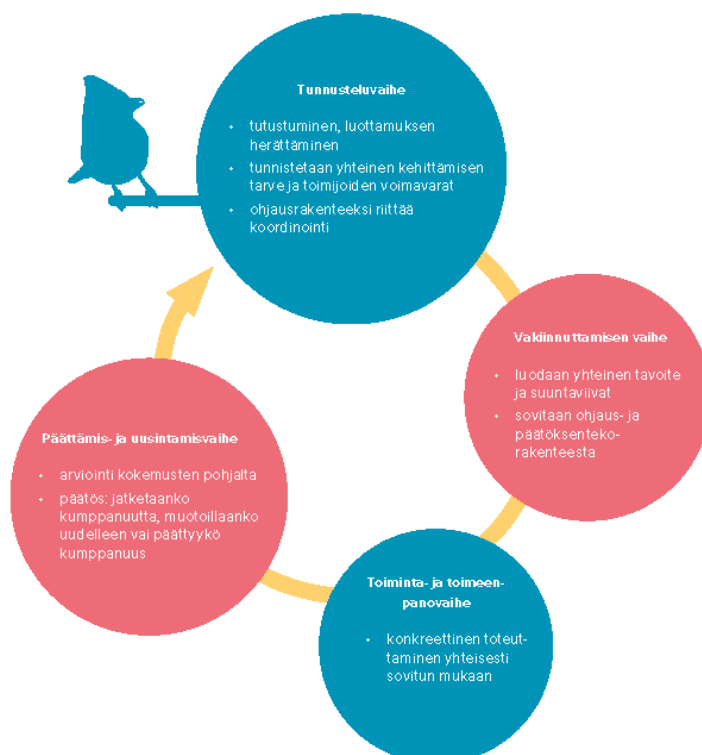 Tunnusteluvaihe
• tutustuminen, luottamuksen
herättäminen
• tunnistetaan yhteinen kehittämisen
tarve ja toimijoiden voimavarat
• ohjausrakenteeksi riittää
koordinointi
Vakiinnuttamisen vaihe
• luodaan yhteinen tavoite
ja suuntaviivat
• sovitaan ohjaus- ja
päätöksenteko-
rakenteesta
Toiminta- ja toimeen-
panovaihe
• konkreettinen toteut-
taminen yhteisesti
sovitun mukaan
Päättämis- ja uusintamisvaihe
• arviointi kokemusten pohjalta
• päätös: jatketaanko
kumppanuutta, muotoillaanko
uudelleen vai päättyykö
kumppanuus